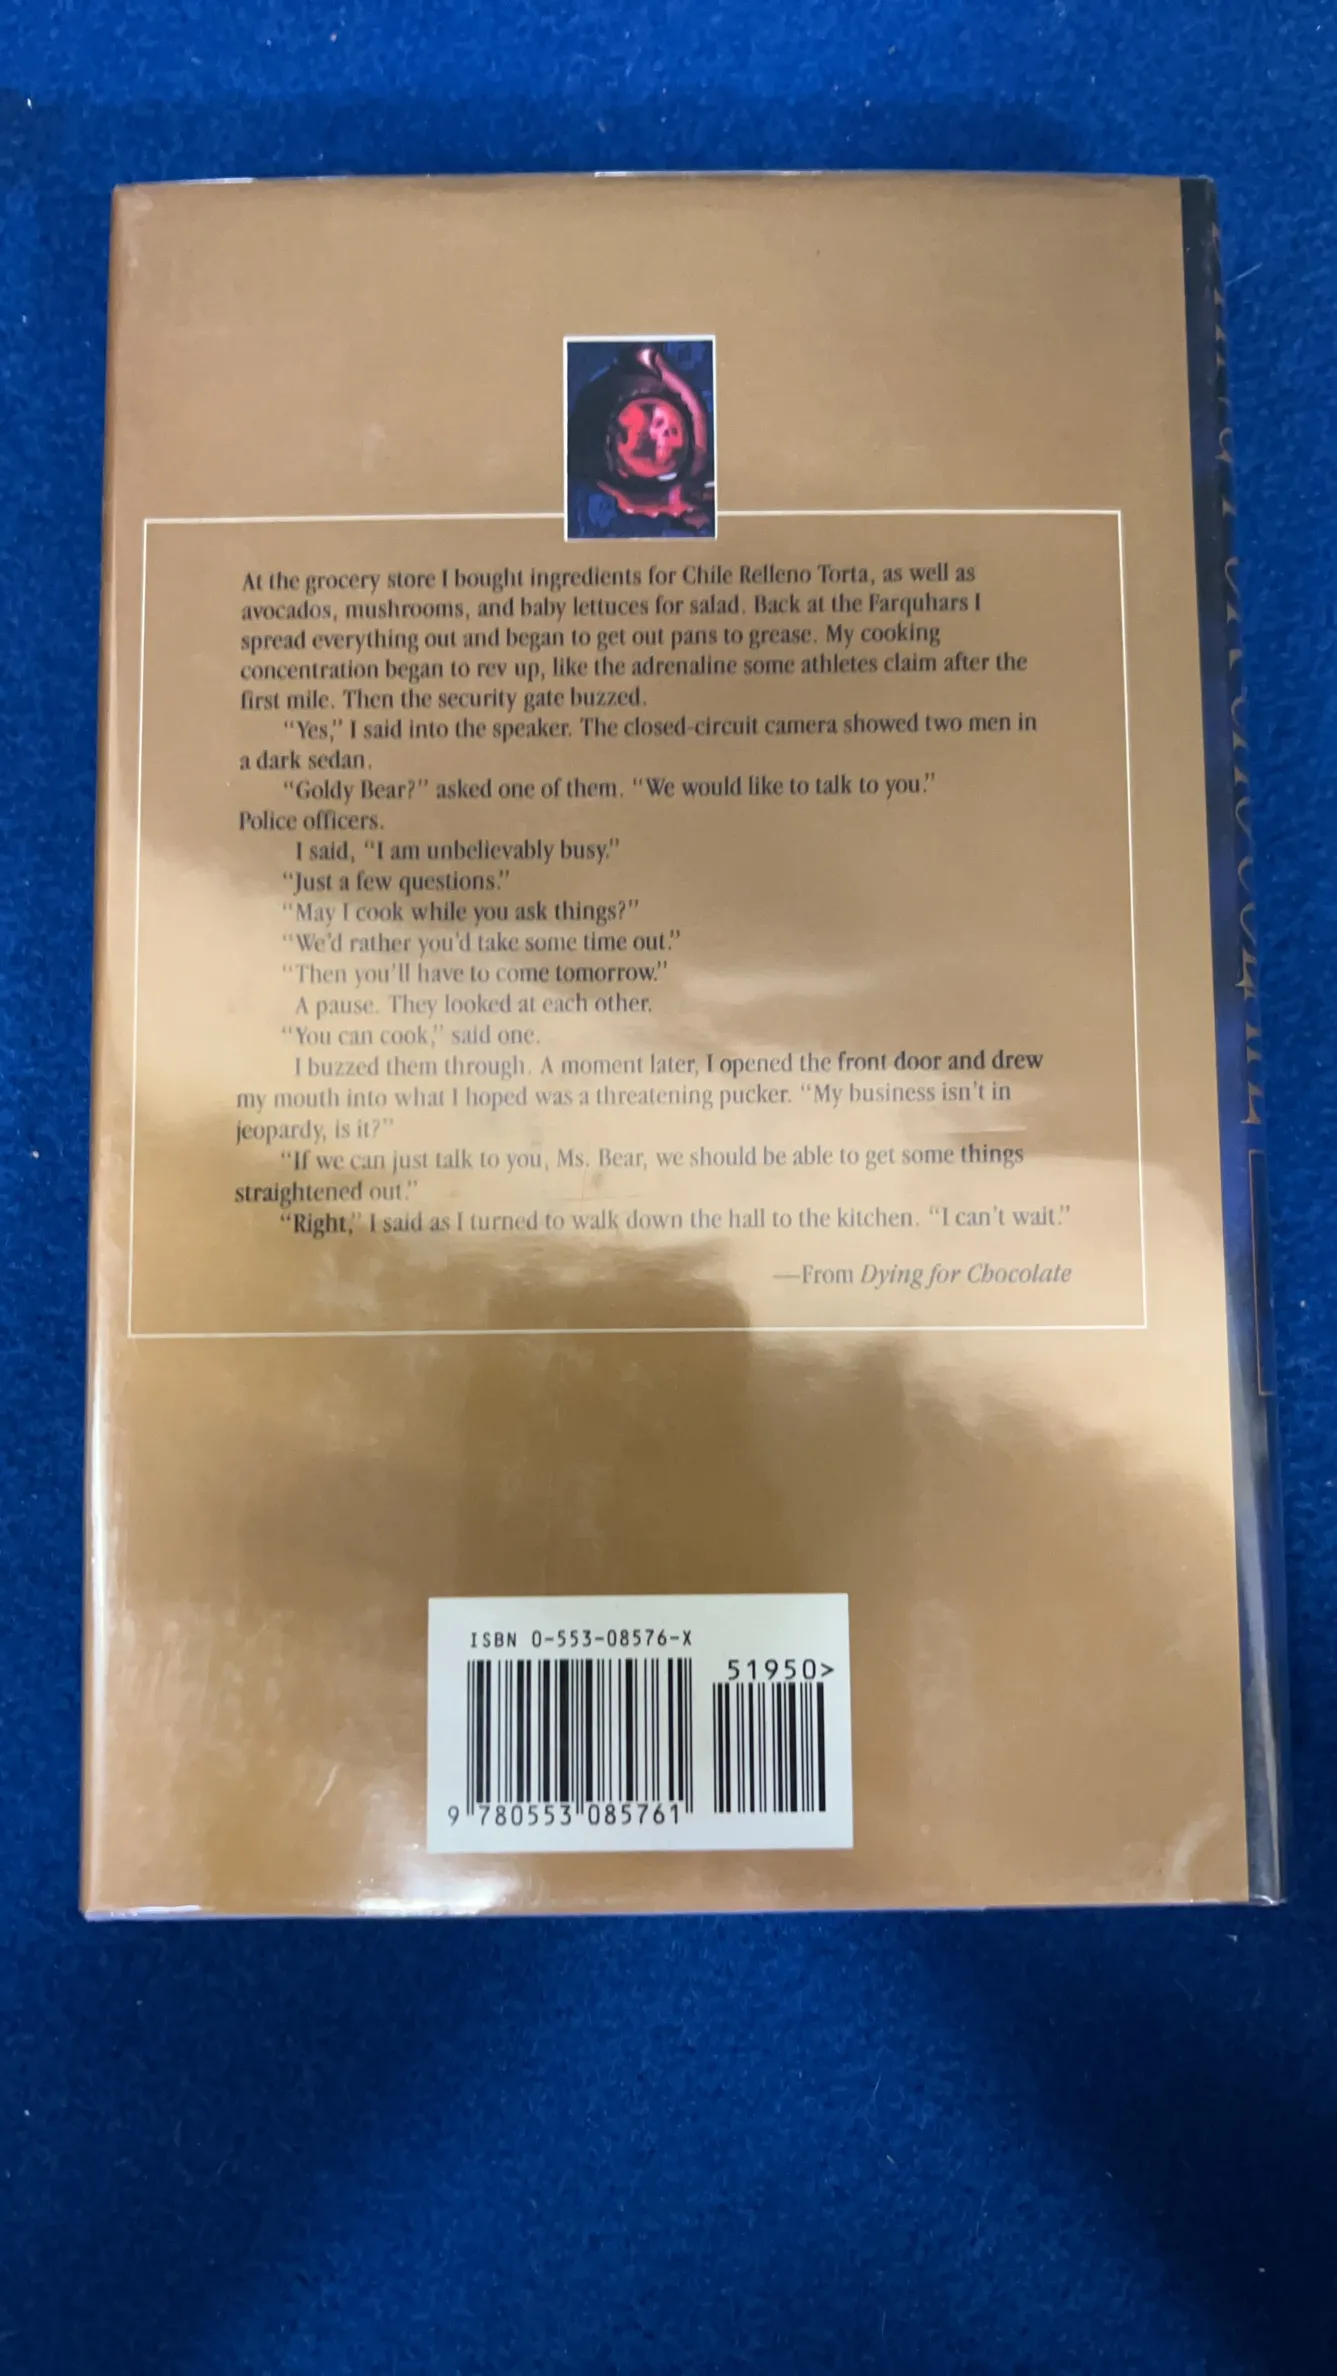 At the grocery store I bought ingredients for Chile Relleno Torta, as well as
avocados, mushrooms, and baby lettuces for salad. Back at the Farquhars I
spread everything out and began to get out pans to grease. My cooking
concentration began to rev up, like the adrenaline some athletes claim after the
first mile. Then the security gate buzzed.
“Yes,” I said into the speaker. The closed-circuit camera showed two men in
a dark sedan.
“Goldy Bear?” asked one of them. “We would like to talk to you.”
Police officers.
I said, “I am unbelievably busy.”
“Just a few questions.”
“May I cook while you ask things?”
“We’d rather you’d take some time out.”
“Then you’ll have to come tomorrow.”
A pause. They looked at each other.
“You can cook,” said one.
I buzzed them through. A moment later, I opened the front door and drew
my mouth into what I hoped was a threatening pucker. “My business isn’t in
jeopardy, is it?”
“If we can just talk to you, Ms. Bear, we should be able to get some things
straightened out.”
“Right,” I said as I turned to walk down the hall to the kitchen. “I can’t wait.”
—From Dying for Chocolate
ISBN 0-553-08576-X
51950>
9 780553 085761